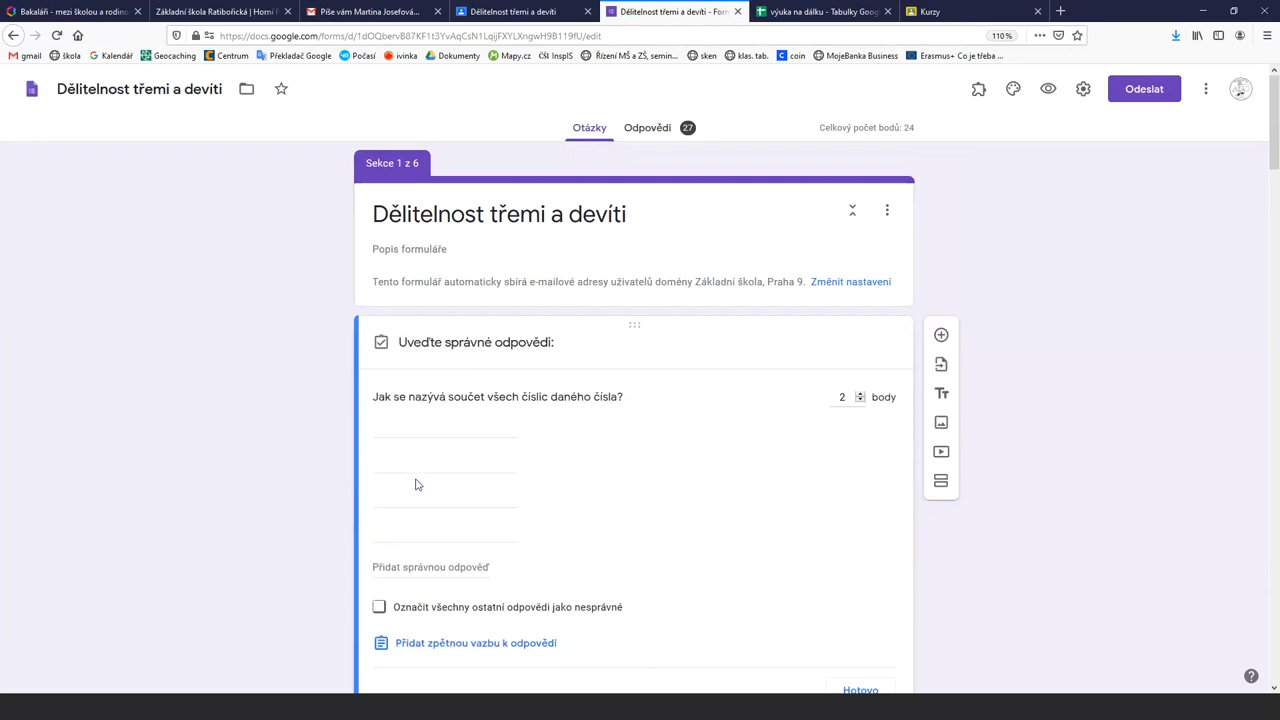 Bakaláři - mezi školou a rodino
Základní škola Ratibořická | Horní P
Píše vám Martina Josefová...
Dělitelnost třemi a devíti
Dělitelnost třemi a devíti - Forn
výuka na dálku - Tabulky Goog
Kurzy
https://docs.google.com/forms/d/1dOQbervB87KF1t3YvAqCsN1LqijFXYLXngwH9B119fU/edit
110 %
gmail
škola
Kalendář
Geocaching
Centrum
Překladač Google
Počasí
ivinka
Dokumenty
Mapy.cz
InspIS
Řízení MŠ a ZŠ, semin...
sken
klas. tab.
coin
MojeBanka Business
Erasmus+ Co je třeba ...
Dělitelnost třemi a devíti
Odeslat
Otázky
Odpovědi 27
Celkový počet bodů: 24
Sekce 1 z 6
Dělitelnost třemi a devíti
Popis formuláře
Tento formulář automaticky sbírá e-mailové adresy uživatelů domény Základní škola, Praha 9. Změnit nastavení
Uveďte správné odpovědi:
Jak se nazývá součet všech číslic daného čísla?
2 body
Přidat správnou odpověď
Označit všechny ostatní odpovědi jako nesprávné
Přidat zpětnou vazbu k odpovědi
Hotovo